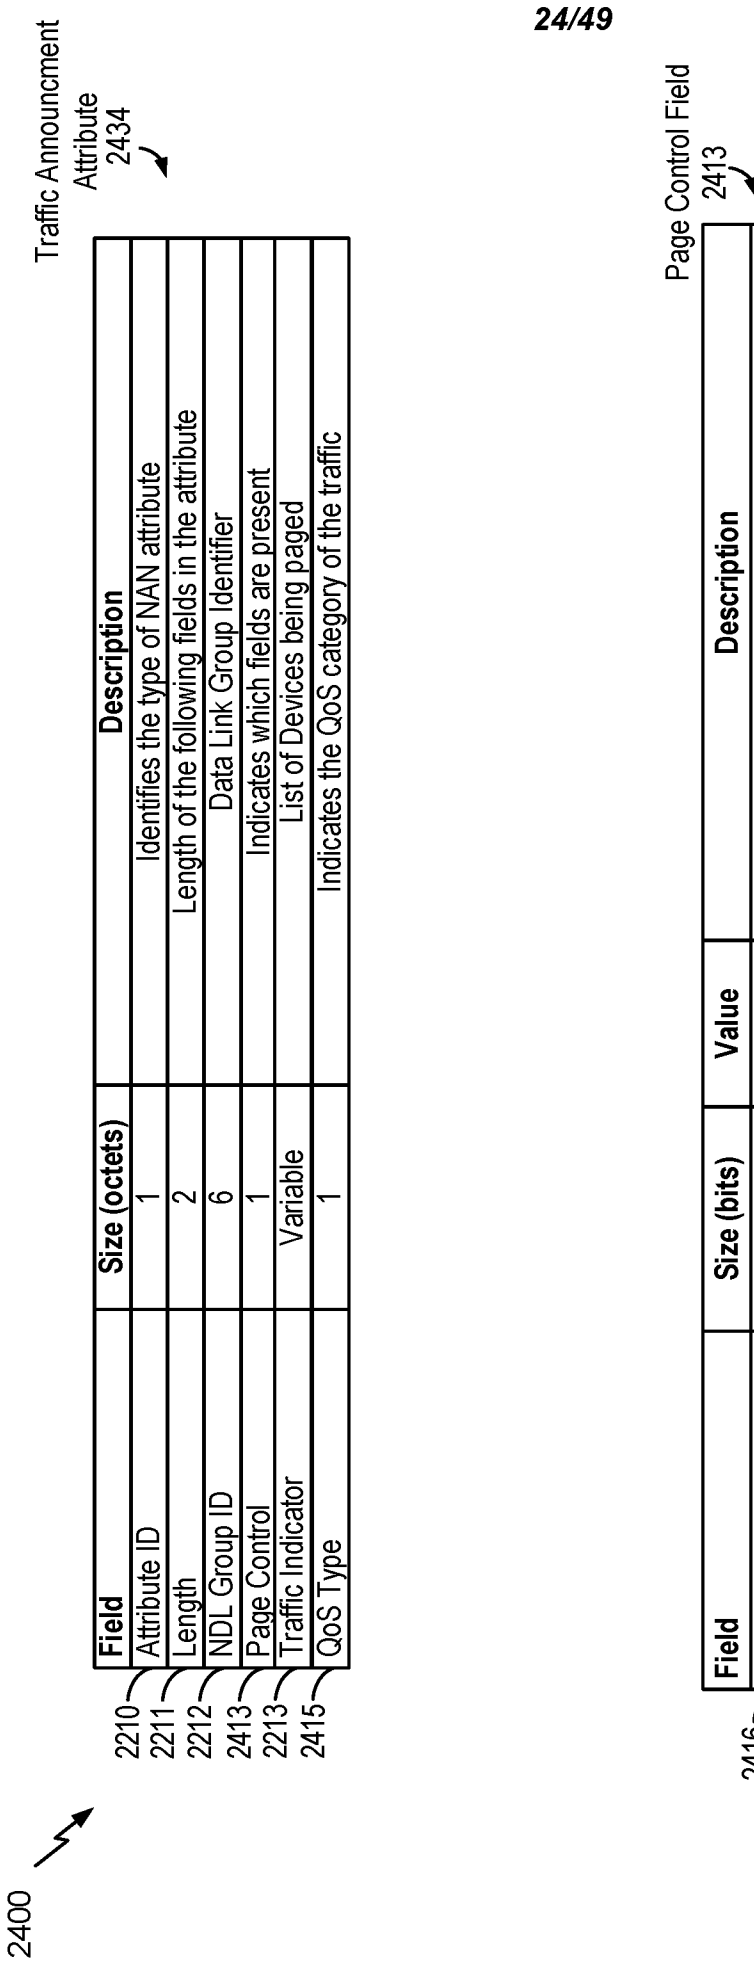 24/49
2400
Traffic Announcment
Attribute
2434
Field Size (octets) Description
2210 Attribute ID 1 Identifies the type of NAN attribute
2211 Length 2 Length of the following fields in the attribute
2212 NDL Group ID 6 Data Link Group Identifier
2413 Page Control 1 Indicates which fields are present
2213 Traffic Indicator Variable List of Devices being paged
2415 QoS Type 1 Indicates the QoS category of the traffic
Page Control Field
2413
Field Size (bits) Value Description
2416